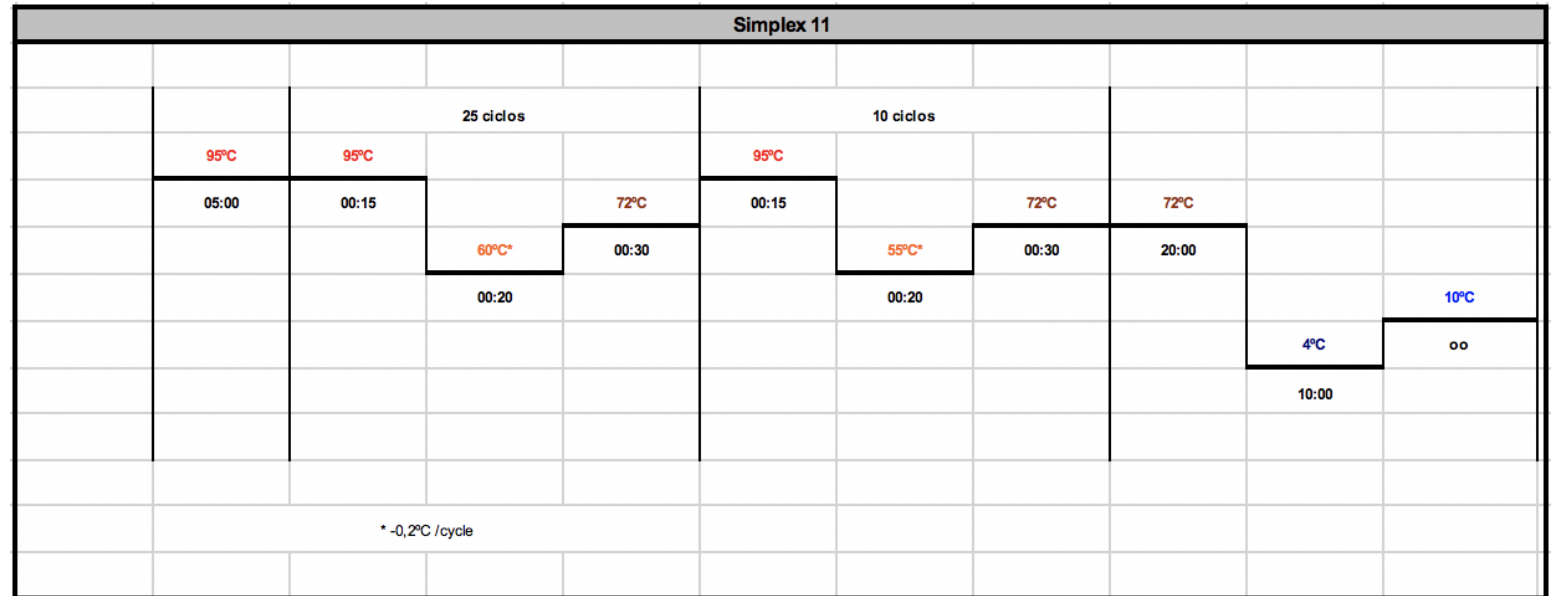 Simplex 11
25 ciclos 10 ciclos
95ºC 95ºC 95ºC
05:00 00:15 72ºC 00:15 72ºC 72ºC
60ºC* 00:30 55ºC* 00:30 20:00
00:20 00:20 10ºC
4ºC oo
10:00
* -0,2ºC /cycle